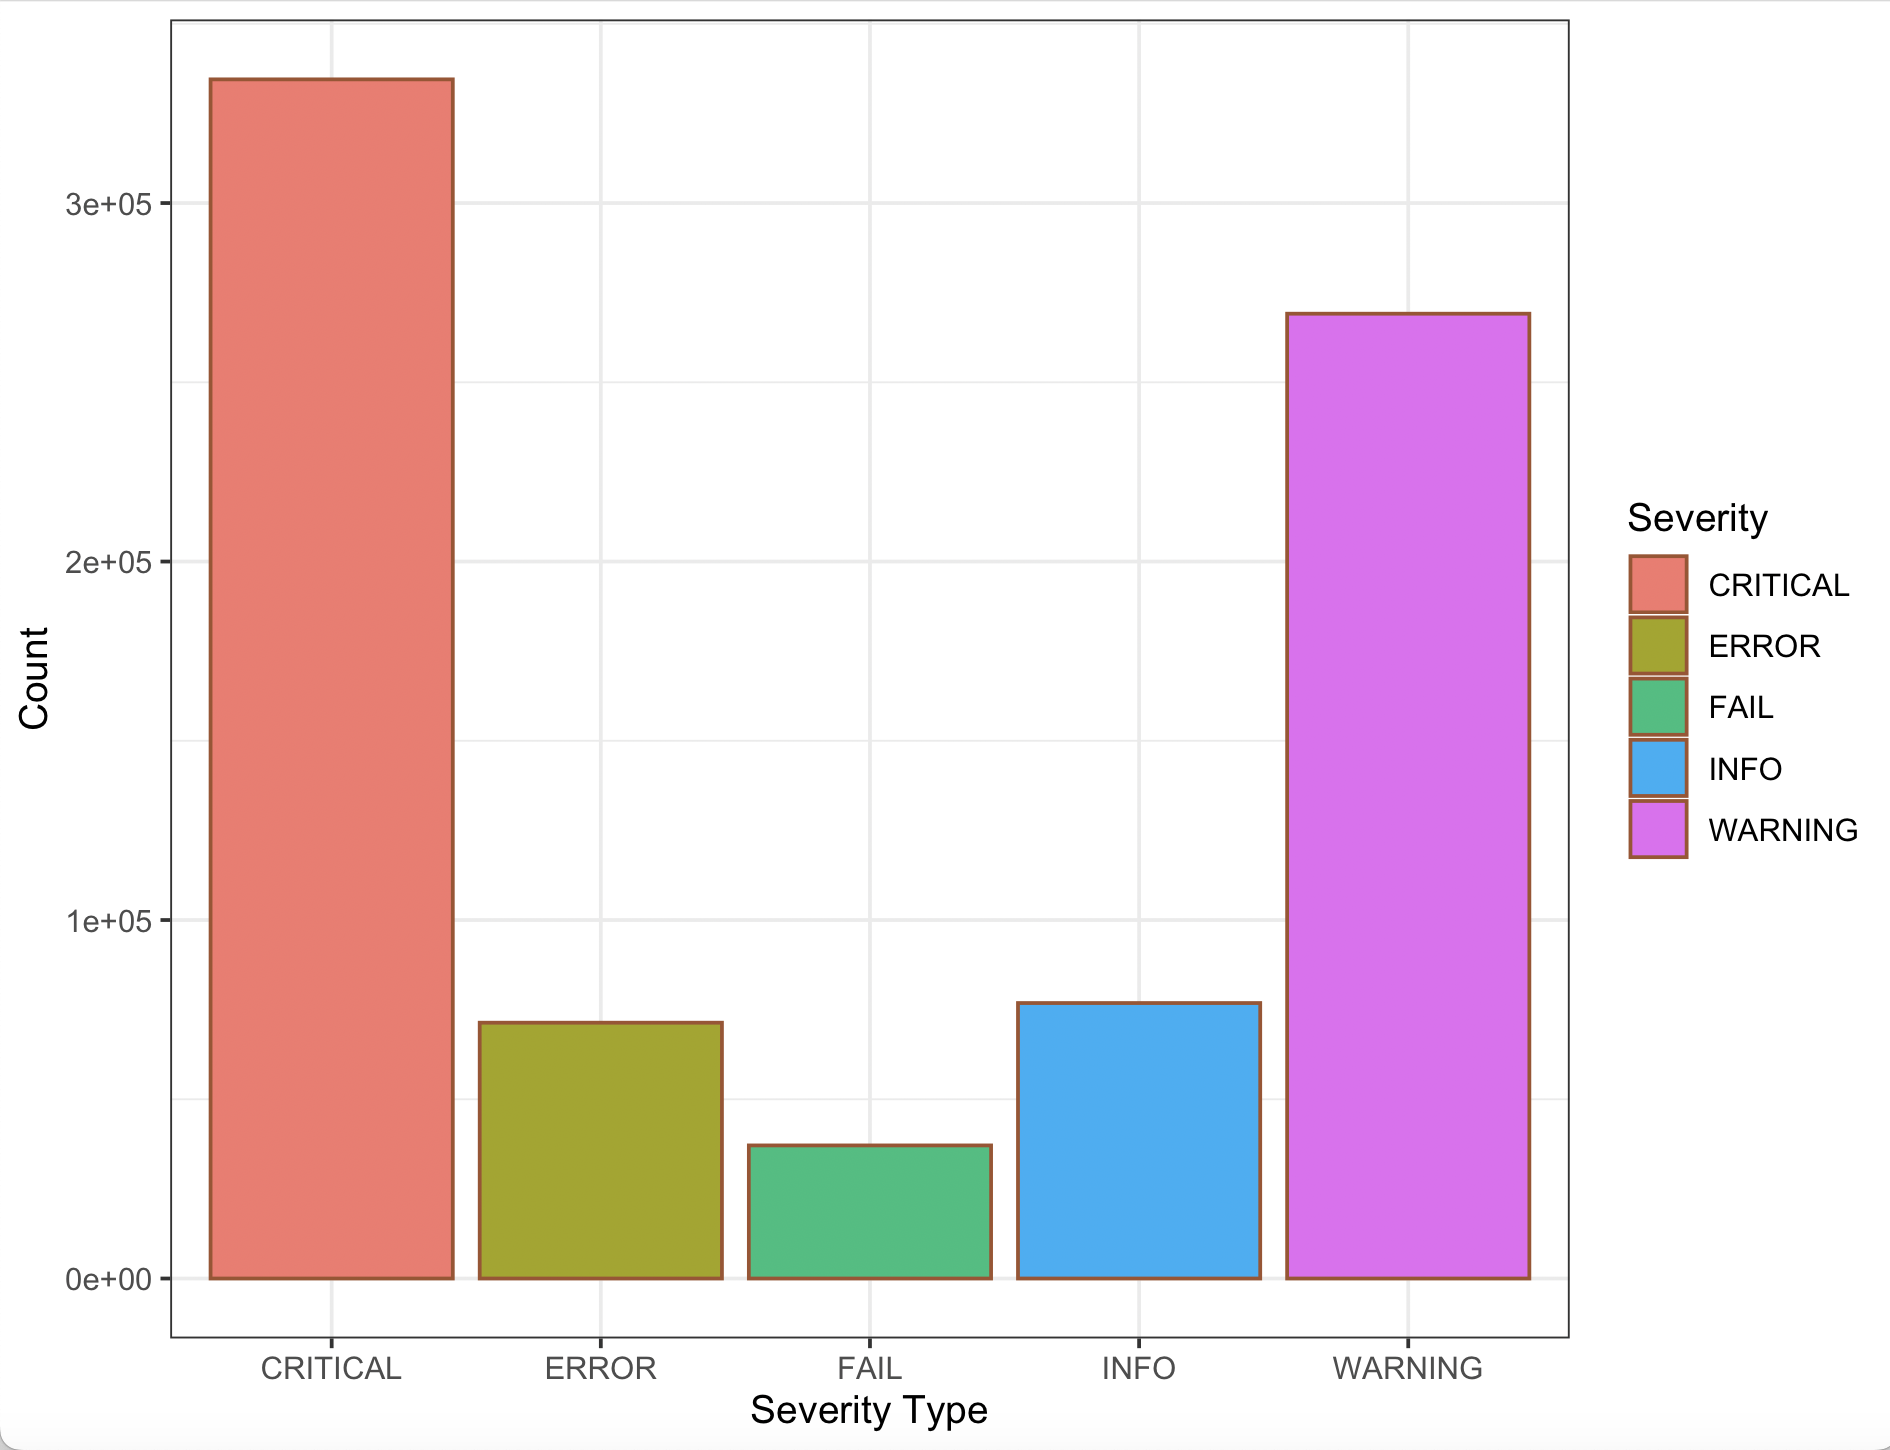 Count
3e+05
2e+05
1e+05
0e+00
CRITICAL ERROR FAIL INFO WARNING
Severity Type
Severity
CRITICAL
ERROR
FAIL
INFO
WARNING